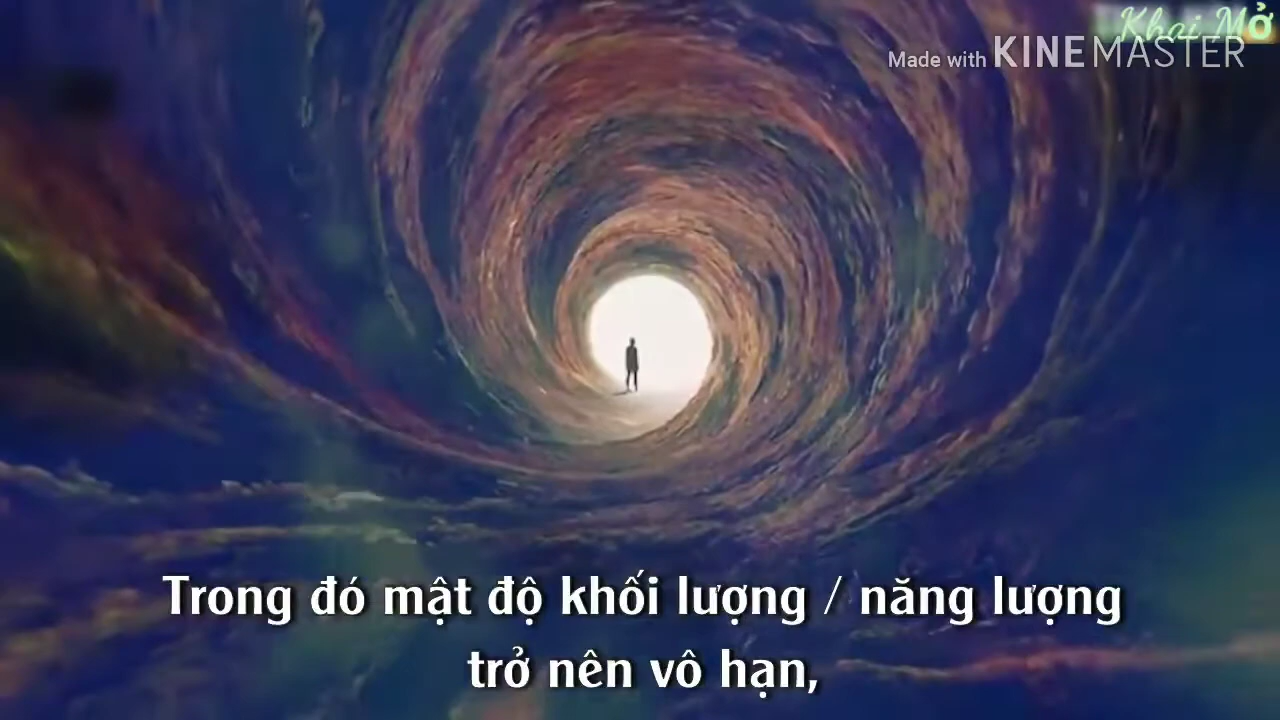 Khai Mở
Made with KINEMASTER
Trong đó mật độ khối lượng / năng lượng
trở nên vô hạn,